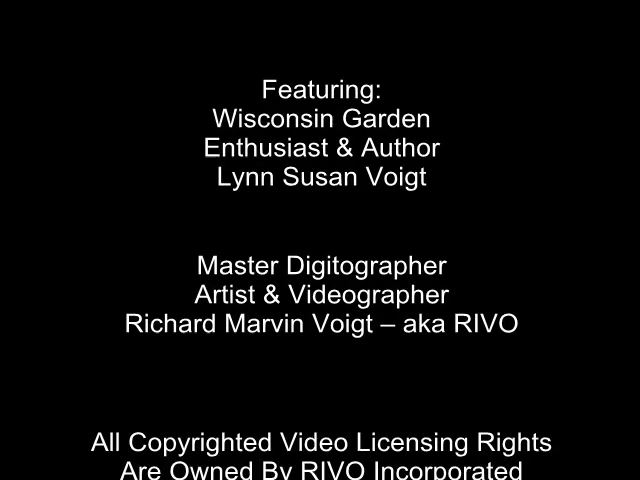 Featuring:
Wisconsin Garden
Enthusiast & Author
Lynn Susan Voigt
Master Digitographer
Artist & Videographer
Richard Marvin Voigt – aka RIVO
All Copyrighted Video Licensing Rights
Are Owned By RIVO Incorporated